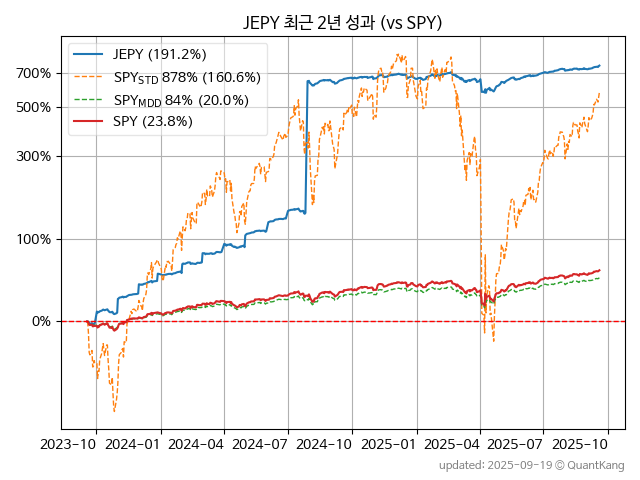 JEPY 최근 2년 성과 (vs SPY)
JEPY (191.2%)
SPY_STD 878% (160.6%)
SPY_MDD 84% (20.0%)
SPY (23.8%)
700%
500%
300%
100%
0%
2023-10 2024-01 2024-04 2024-07 2024-10 2025-01 2025-04 2025-07 2025-10
updated: 2025-09-19 © QuantKang